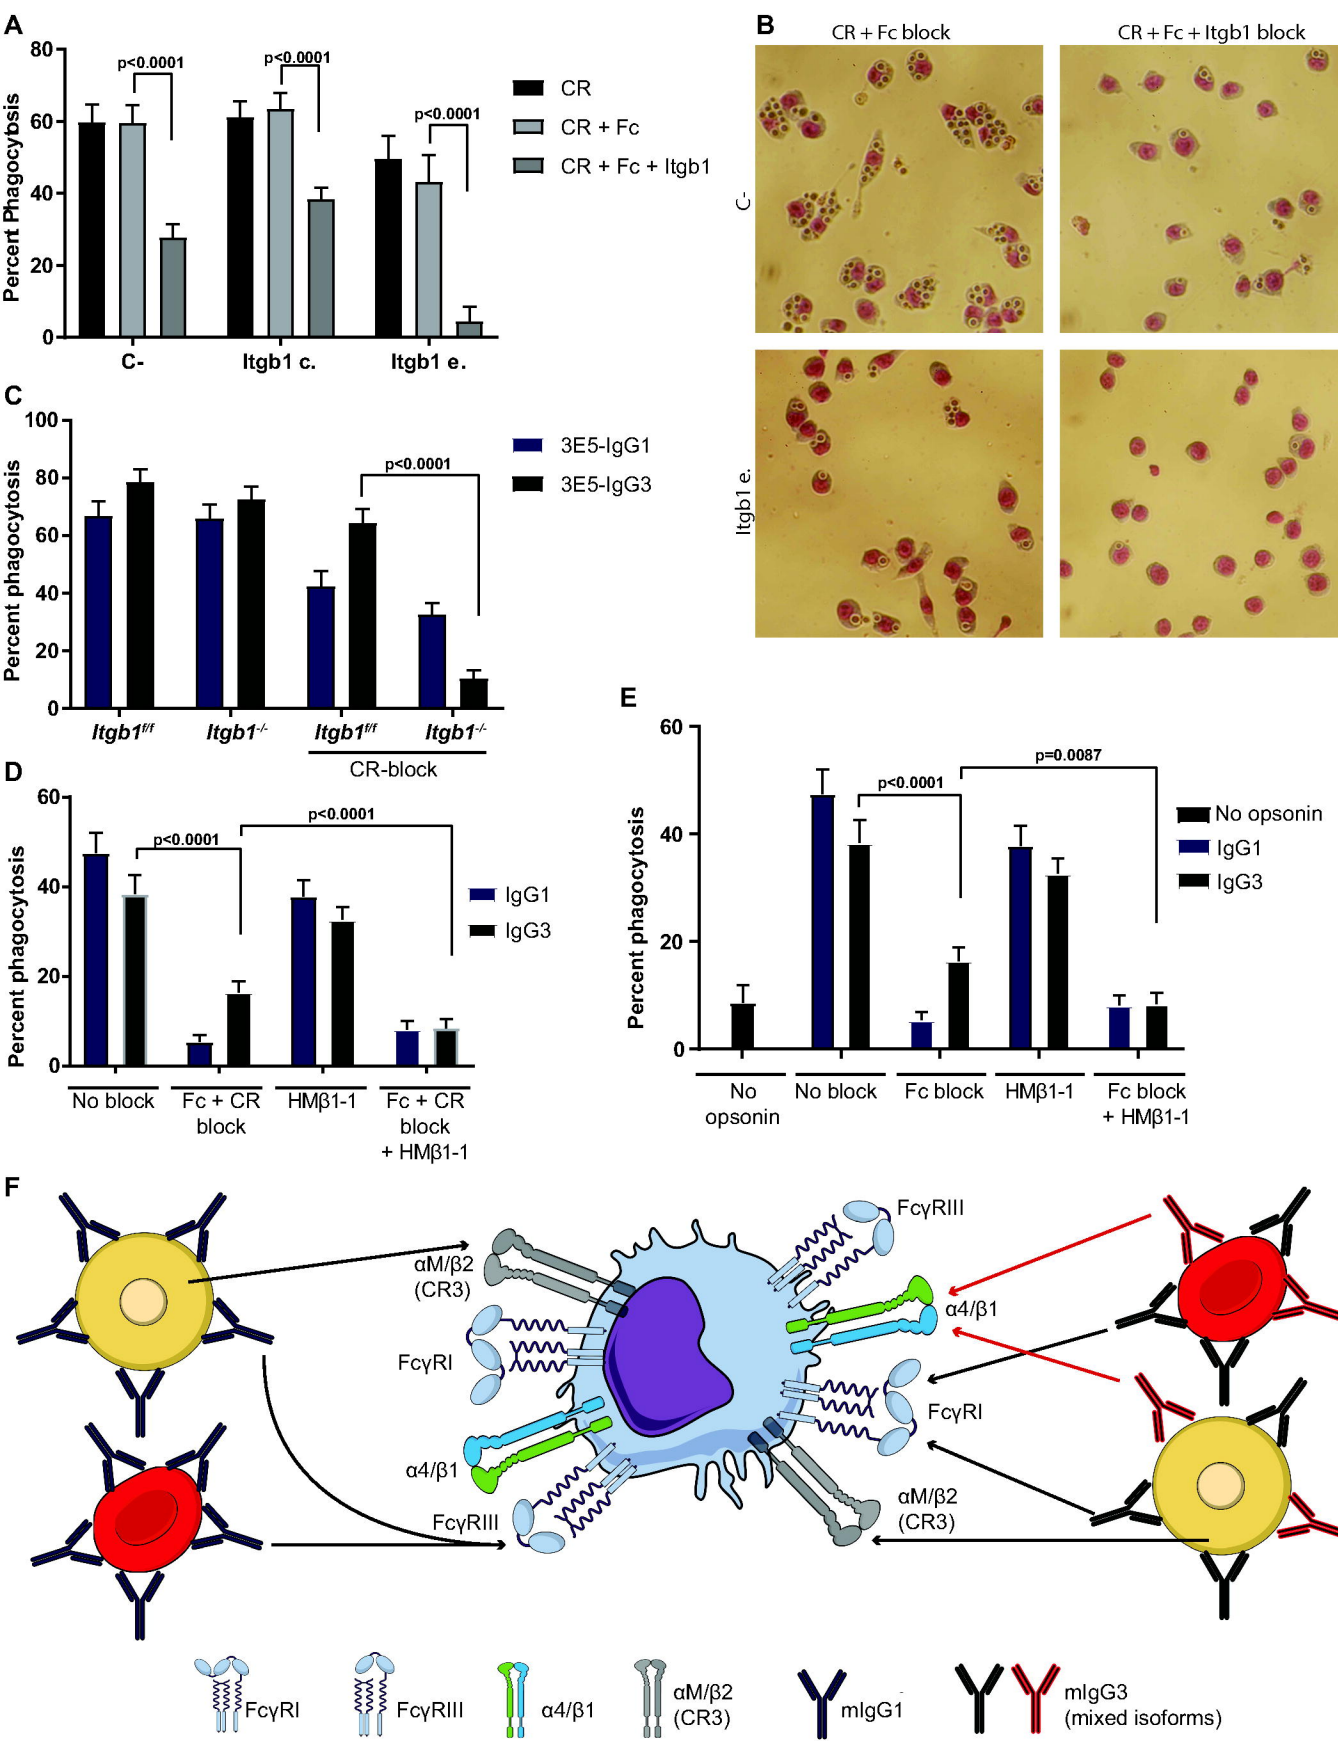 A
80
60
40
20
0
Percent Phagocytosis
p<0.0001
p<0.0001
p<0.0001
C-
Itgb1 c.
Itgb1 e.
CR
CR + Fc
CR + Fc + Itgb1
B
CR + Fc block
CR + Fc + Itgb1 block
C-
Itgb1 e.
C
100
80
60
40
20
0
Percent phagocytosis
p<0.0001
3E5-IgG1
3E5-IgG3
Itgb1f/f
Itgb1-/-
Itgb1f/f
Itgb1-/-
CR-block
D
60
40
20
0
Percent phagocytosis
p<0.0001
p<0.0001
IgG1
IgG3
No block
Fc + CR
block
HMβ1-1
Fc + CR
block
+ HMβ1-1
E
60
40
20
0
Percent phagocytosis
p<0.0001
p=0.0087
No opsonin
IgG1
IgG3
No
opsonin
No block
Fc block
HMβ1-1
Fc block
+ HMβ1-1
F
αM/β2
(CR3)
FcγRI
α4/β1
FcγRIII
FcγRIII
α4/β1
FcγRI
αM/β2
(CR3)
FcγRI
FcγRIII
α4/β1
αM/β2
(CR3)
mIgG1
mIgG3
(mixed isoforms)